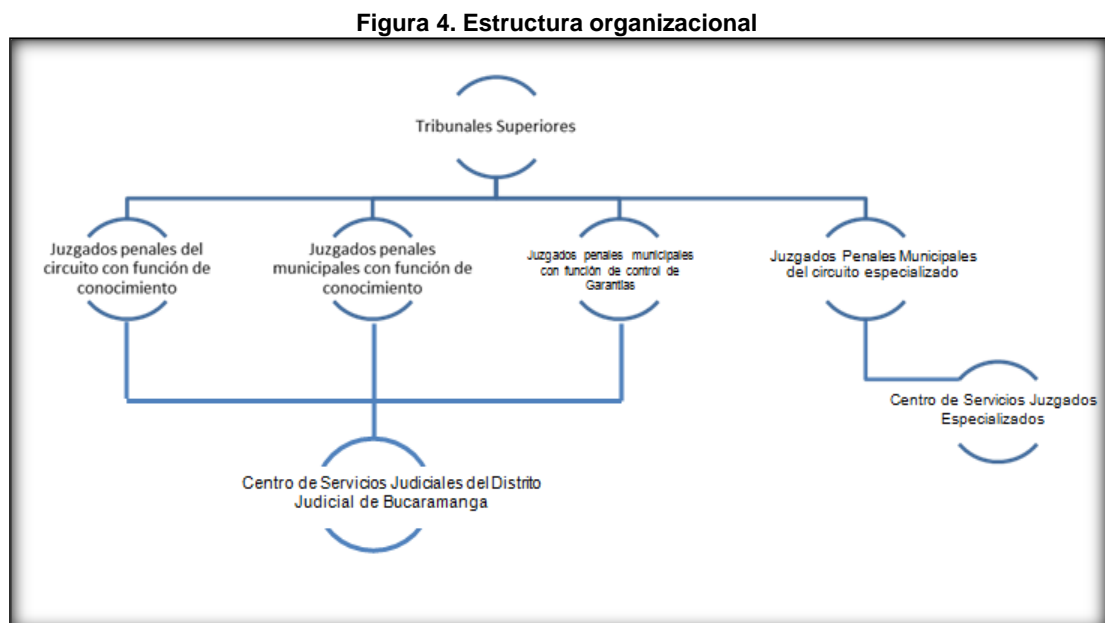 Figura 4. Estructura organizacional
Tribunales Superiores
Juzgados penales del
circuito con función de
conocimiento
Juzgados penales
municipales con función de
conocimiento
Juzgados penales municipales
con función de control de
Garantías
Juzgados Penales Municipales
del circuito especializado
Centro de Servicios Juzgados
Especializados
Centro de Servicios Judiciales del Distrito
Judicial de Bucaramanga